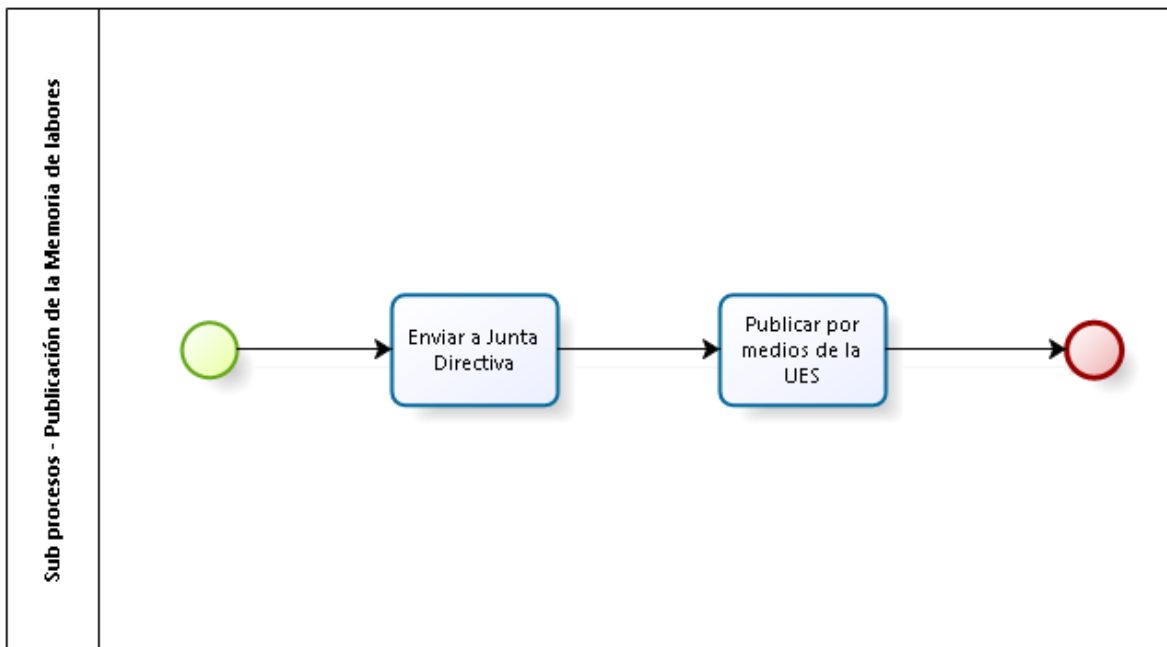 Sub procesos - Publicación de la Memoria de labores
Enviar a Junta
Directiva
Publicar por
medios de la
UES